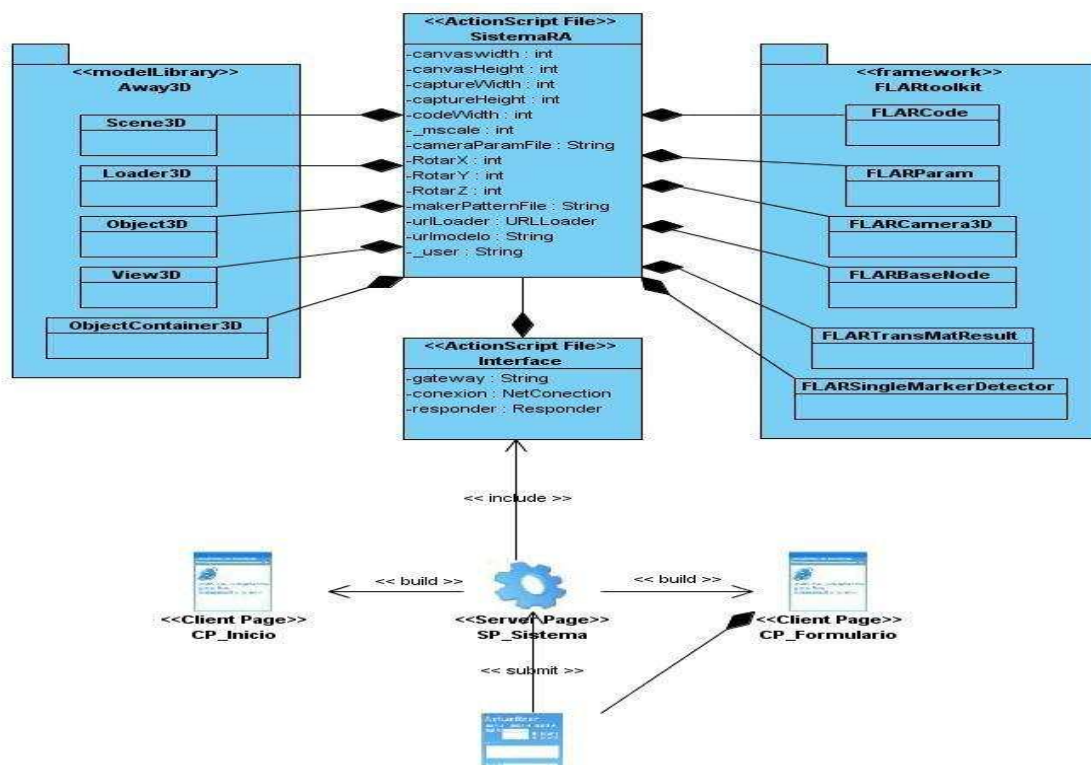 <<ActionScript File>>
SistemaRA
-canvaswidth : int
-canvasHeight : int
-captureWidth : int
-captureHeight : int
-codeWidth : int
-_mscale : int
-cameraParamFile : String
-RotarX : int
-RotarY : int
-RotarZ : int
-makerPatternFile : String
-urlLoader : URLLoader
-urlmodelo : String
-_user : String
<<modelLibrary>>
Away3D
Scene3D
Loader3D
Object3D
View3D
ObjectContainer3D
<<framework>>
FLARtoolkit
FLARCode
FLARParam
FLARCamera3D
FLARBaseNode
FLARTransMatResult
FLARSingleMarkerDetector
<<ActionScript File>>
Interface
-gateway : String
-conexion : NetConection
-responder : Responder
<< include >>
<< build >>
<< build >>
<<Client Page>>
CP_Inicio
<<Server Page>>
SP_Sistema
<<Client Page>>
CP_Formulario
<< submit >>